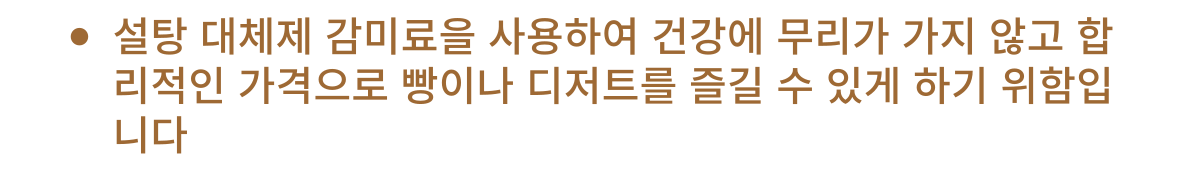 • 설탕 대체제 감미료을 사용하여 건강에 무리가 가지 않고 합
리적인 가격으로 빵이나 디저트를 즐길 수 있게 하기 위함입
니다